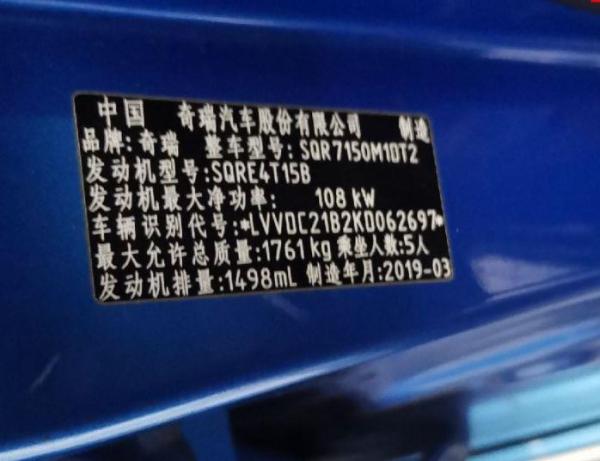 中国 奇瑞汽车股份有限公司 制造
品牌:奇瑞 整车型号:SQR7150M1DT2
发动机型号:SQRE4T15B
发动机最大净功率: 108 kW
车辆识别代号:*LVVDC21B2KD062697*
最大允许总质量:1761kg 乘坐人数:5人
发动机排量:1498mL 制造年月:2019-03